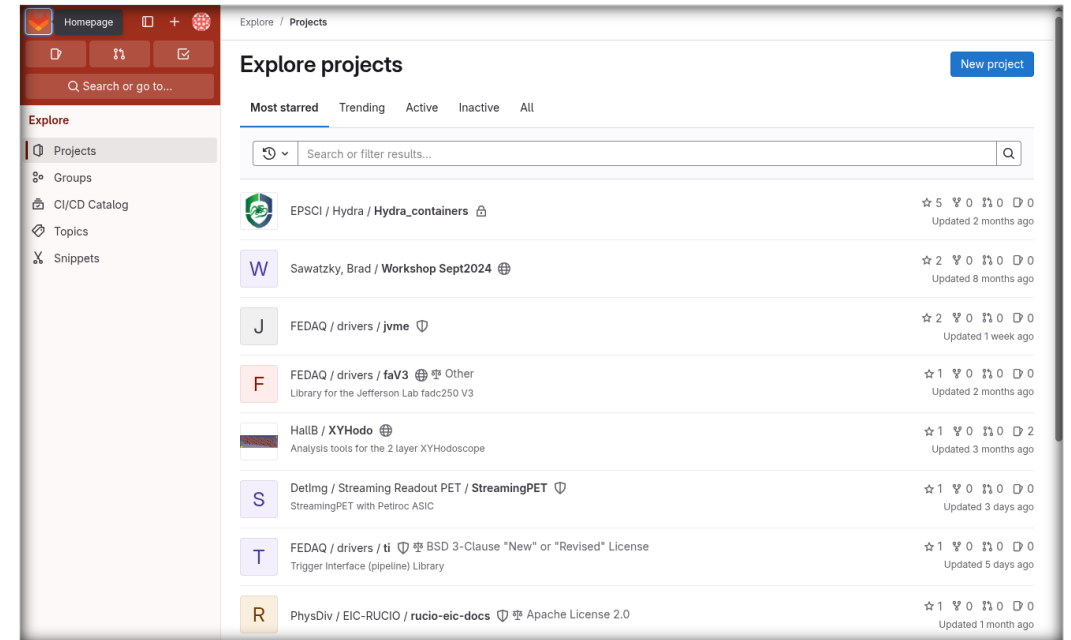 Homepage
Explore / Projects
Explore projects
New project
Search or go to...
Most starred Trending Active Inactive All
Explore
Projects
Groups
CI/CD Catalog
Topics
Snippets
Search or filter results...
EPSCI / Hydra / Hydra_containers
5 0 0 0
Updated 2 months ago
W
Sawatzky, Brad / Workshop Sept2024
2 0 0 0
Updated 8 months ago
J
FEDAQ / drivers / jvme
2 0 0 0
Updated 1 week ago
F
FEDAQ / drivers / faV3 Other
Library for the Jefferson Lab fadc250 V3
1 0 0 0
Updated 2 months ago
HallB / XYHodo
Analysis tools for the 2 layer XYHodoscope
1 0 0 2
Updated 3 months ago
S
DetImg / Streaming Readout PET / StreamingPET
StreamingPET with Petiroc ASIC
1 0 0 0
Updated 3 days ago
T
FEDAQ / drivers / ti BSD 3-Clause "New" or "Revised" License
Trigger Interface (pipeline) Library
1 0 0 0
Updated 5 days ago
R
PhysDiv / EIC-RUCIO / rucio-eic-docs Apache License 2.0
1 0 0 0
Updated 1 month ago